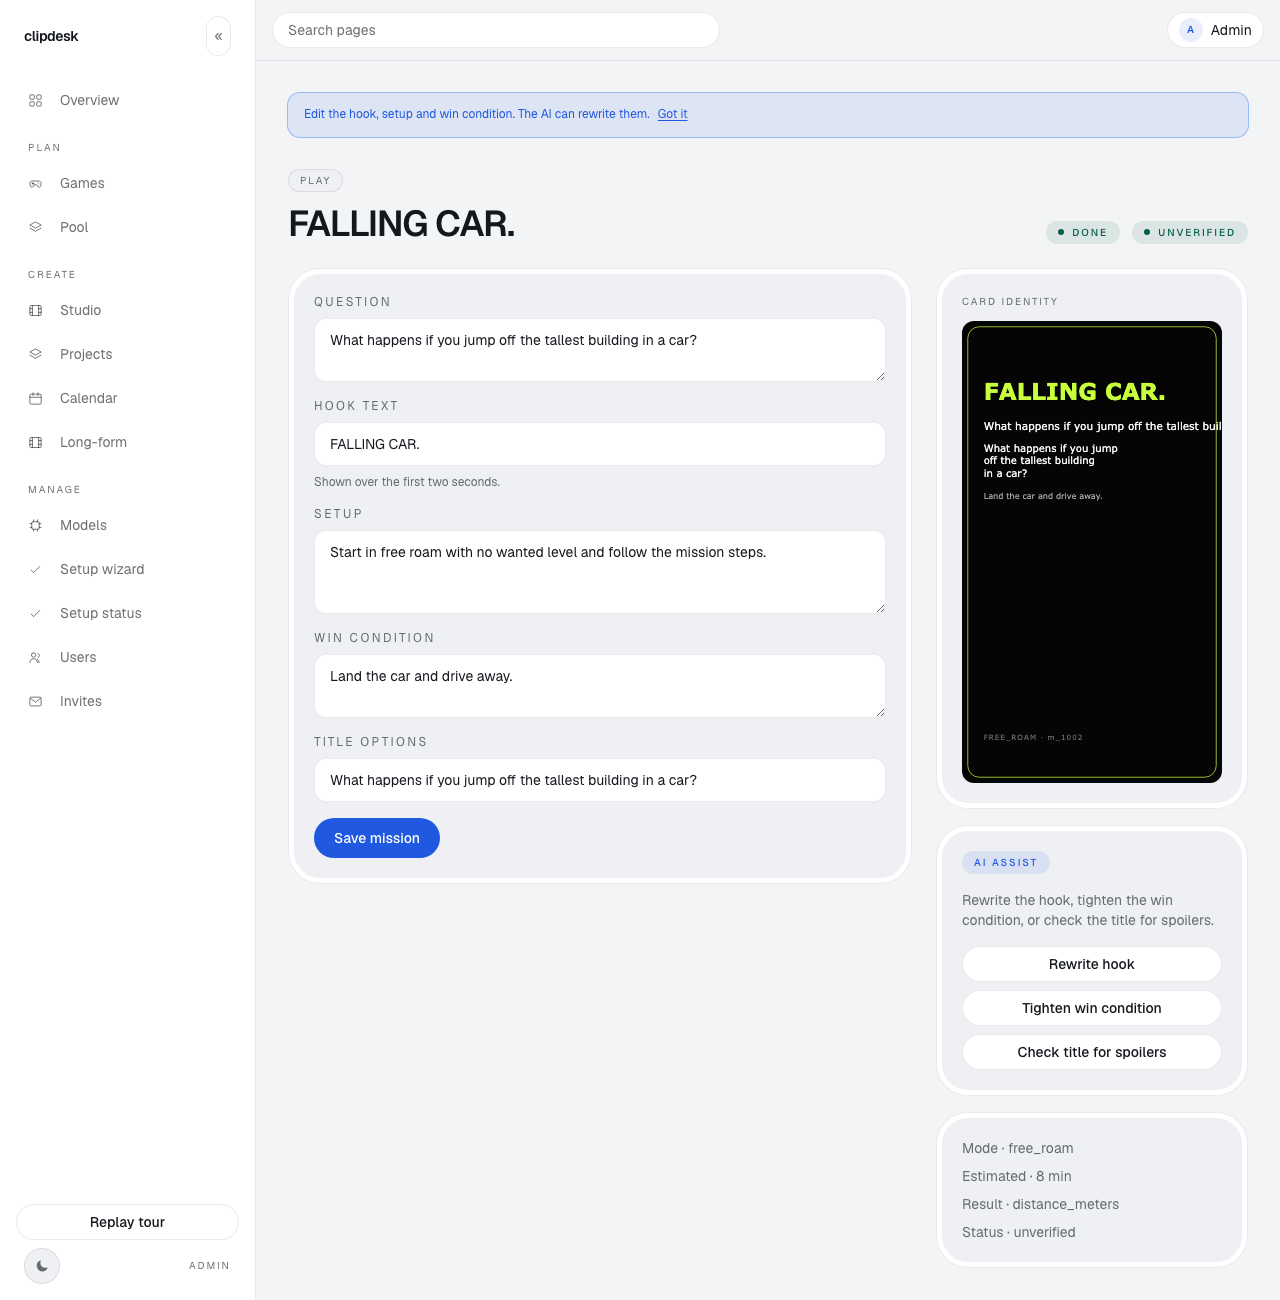 clipdesk
«
Search pages
A
Admin
Overview
PLAN
Games
Pool
CREATE
Studio
Projects
Calendar
Long-form
MANAGE
Models
Setup wizard
Setup status
Users
Invites
Replay tour
ADMIN
Edit the hook, setup and win condition. The AI can rewrite them. Got it
PLAY
FALLING CAR.
DONE
UNVERIFIED
QUESTION
What happens if you jump off the tallest building in a car?
HOOK TEXT
FALLING CAR.
Shown over the first two seconds.
SETUP
Start in free roam with no wanted level and follow the mission steps.
WIN CONDITION
Land the car and drive away.
TITLE OPTIONS
What happens if you jump off the tallest building in a car?
Save mission
CARD IDENTITY
FALLING CAR.
What happens if you jump off the tallest buil
What happens if you jump
off the tallest building
in a car?
Land the car and drive away.
FREE_ROAM · m_1002
AI ASSIST
Rewrite the hook, tighten the win
condition, or check the title for spoilers.
Rewrite hook
Tighten win condition
Check title for spoilers
Mode · free_roam
Estimated · 8 min
Result · distance_meters
Status · unverified